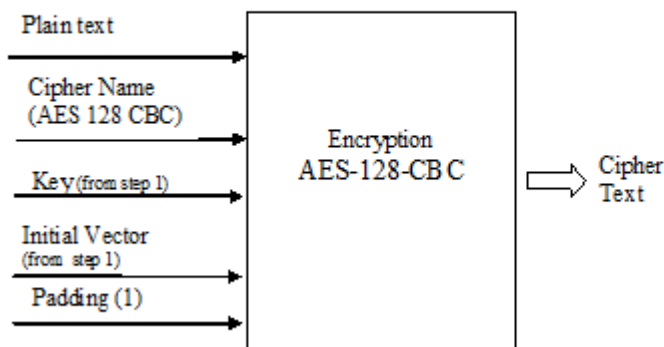 Plain text
Cipher Name
(AES 128 CBC)
Key (from step 1)
Initial Vector
(from step 1)
Padding (1)
Encryption
AES-128-CBC
Cipher
Text